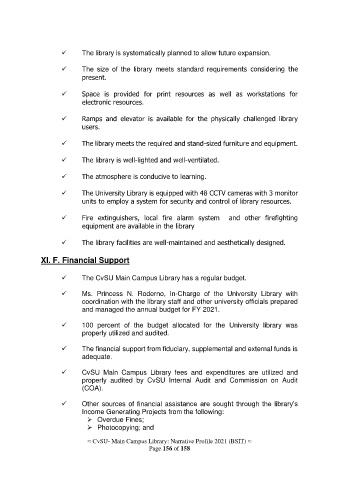 ✓ The library is systematically planned to allow future expansion.
✓ The size of the library meets standard requirements considering the
present.
✓ Space is provided for print resources as well as workstations for
electronic resources.
✓ Ramps and elevator is available for the physically challenged library
users.
✓ The library meets the required and stand-sized furniture and equipment.
✓ The library is well-lighted and well-ventilated.
✓ The atmosphere is conducive to learning.
✓ The University Library is equipped with 48 CCTV cameras with 3 monitor
units to employ a system for security and control of library resources.
✓ Fire extinguishers, local fire alarm system and other firefighting
equipment are available in the library
✓ The library facilities are well-maintained and aesthetically designed.
XI. F. Financial Support
✓ The CvSU Main Campus Library has a regular budget.
✓ Ms. Princess N. Roderno, In-Charge of the University Library with
coordination with the library staff and other university officials prepared
and managed the annual budget for FY 2021.
✓ 100 percent of the budget allocated for the University library was
properly utilized and audited.
✓ The financial support from fiduciary, supplemental and external funds is
adequate.
✓ CvSU Main Campus Library fees and expenditures are utilized and
properly audited by CvSU Internal Audit and Commission on Audit
(COA).
✓ Other sources of financial assistance are sought through the library's
Income Generating Projects from the following:
➢ Overdue Fines;
➢ Photocopying; and
≈ CvSU- Main Campus Library: Narrative Profile 2021 (BSIT) ≈
Page 156 of 158